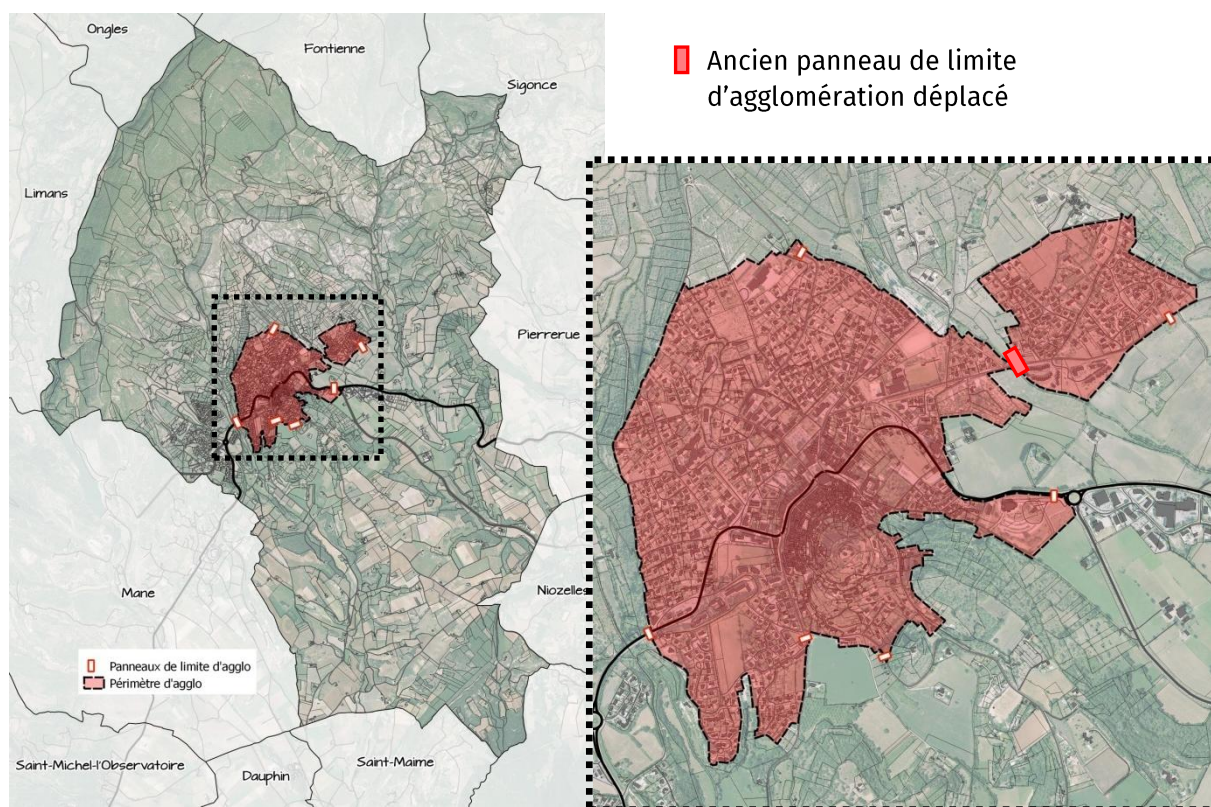 Ongles
Fontienne
Sigonce
Ancien panneau de limite
d'agglomération déplacé
Limans
Pierrerue
Mane
Niozelles
Panneaux de limite d'agglo
Périmètre d'agglo
Saint-Michel-l'Observatoire
Dauphin
Saint-Maime